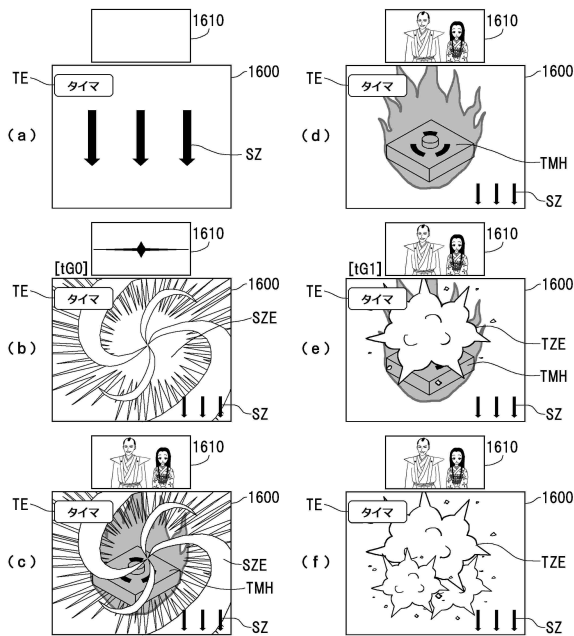 1610
1600
TE
タイマ
(a)
SZ
1610
[tG0]
1600
TE
タイマ
SZE
(b)
SZ
1610
1600
TE
タイマ
(c)
SZE
TMH
SZ
1610
1600
TE
タイマ
(d)
TMH
SZ
1610
[tG1]
1600
TE
タイマ
TZE
(e)
TMH
SZ
1610
1600
TE
タイマ
(f)
TZE
SZ